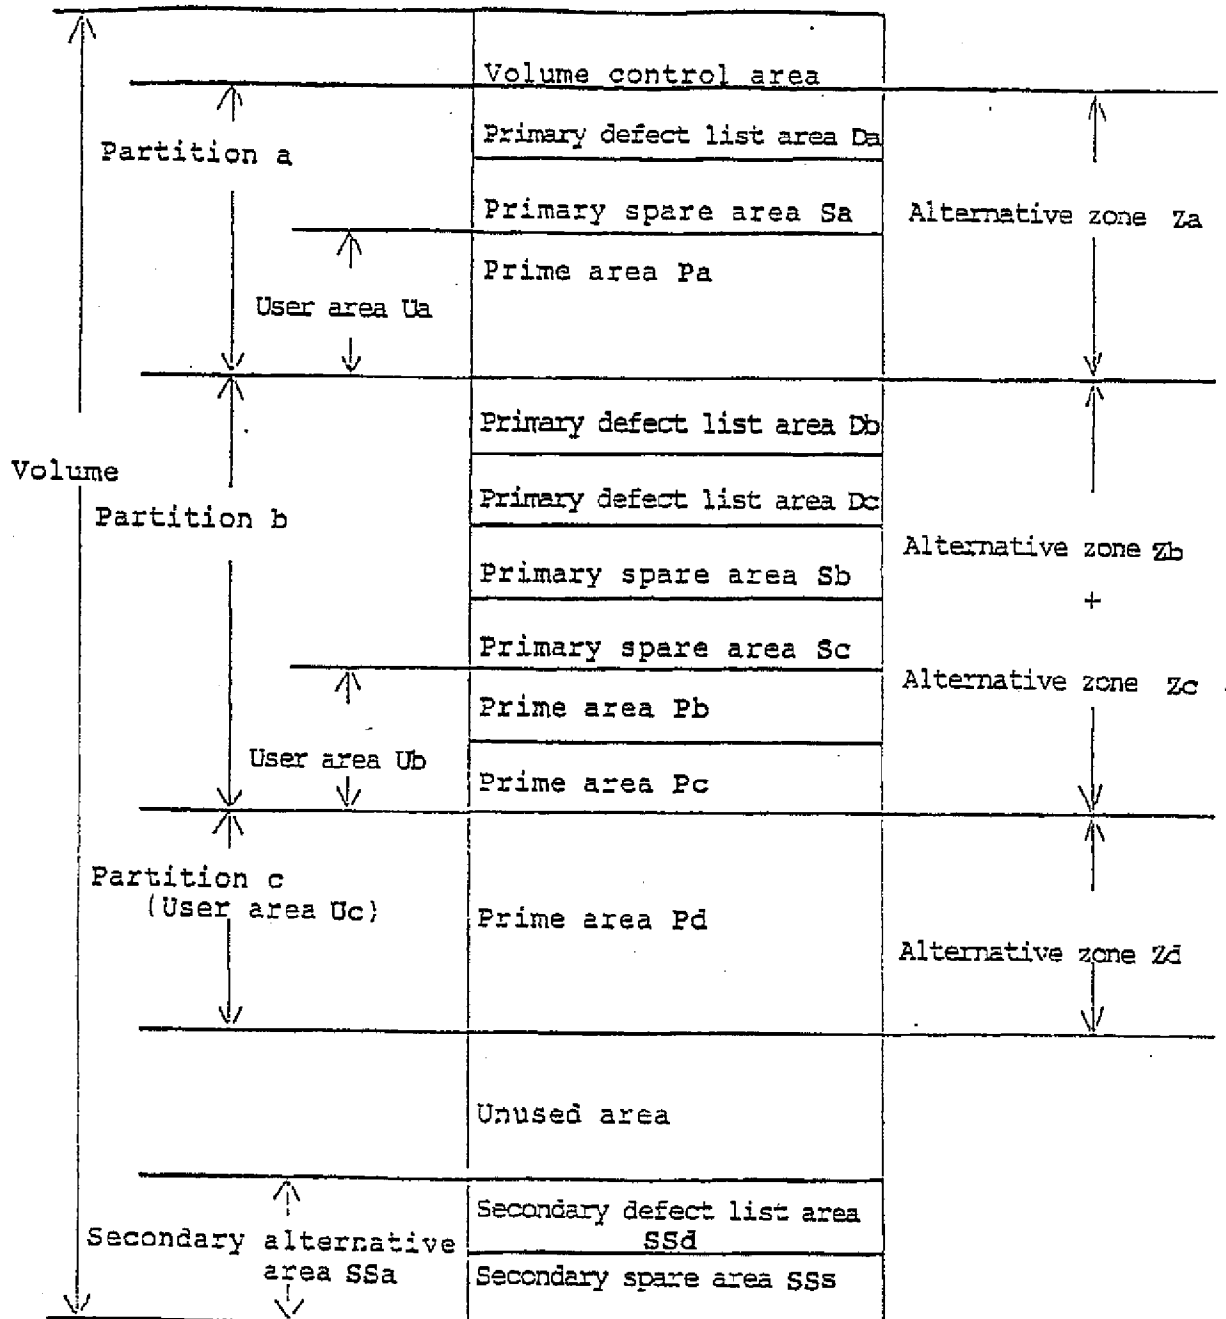 Volume control area
Primary defect list area Da
Partition a
Primary spare area Sa
Alternative zone Za
Prime area Pa
User area Ua
Primary defect list area Db
Volume
Primary defect list area Dc
Partition b
Alternative zone Zb
Primary spare area Sb
+
Primary spare area Sc
Alternative zone Zc
Prime area Pb
User area Ub
Prime area Pc
Partition c
(User area Uc)
Prime area Pd
Alternative zone Zd
Unused area
Secondary defect list area
SSd
Secondary alternative
area SSa
Secondary spare area SSs